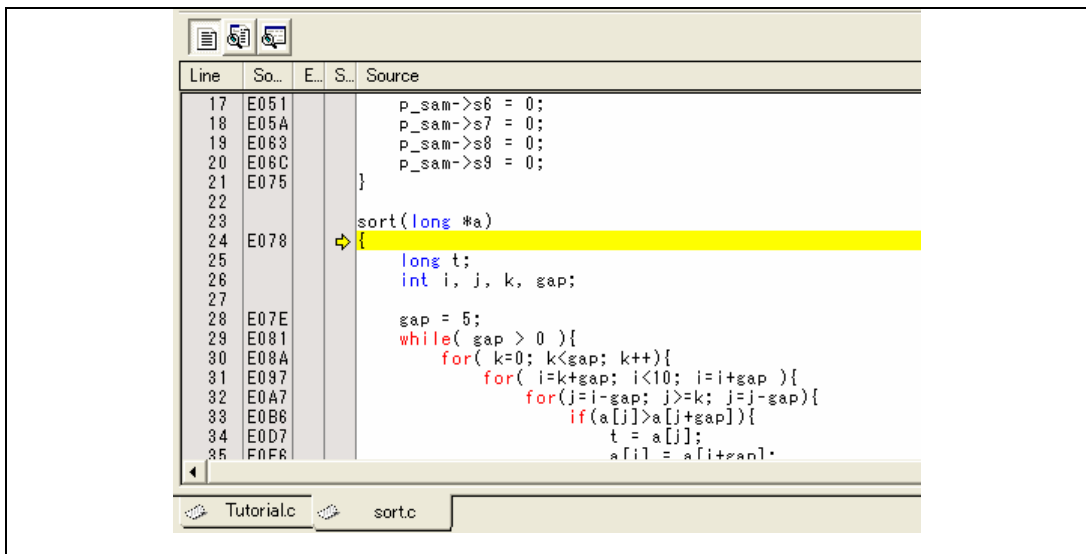 Line So... E... S... Source
17 E051 p_sam->s6 = 0;
18 E05A p_sam->s7 = 0;
19 E063 p_sam->s8 = 0;
20 E06C p_sam->s9 = 0;
21 E075 }
22
23 sort(long *a)
24 E078 {
25 long t;
26 int i, j, k, gap;
27
28 E07E gap = 5;
29 E081 while( gap > 0 ){
30 E08A for( k=0; k<gap; k++){
31 E097 for( i=k+gap; i<10; i=i+gap ){
32 E0A7 for(j=i-gap; j>=k; j=j-gap){
33 E0B6 if(a[j]>a[j+gap]){
34 E0D7 t = a[j];
35 E0E6 a[j] = a[j+gap];
Tutorial.c sort.c